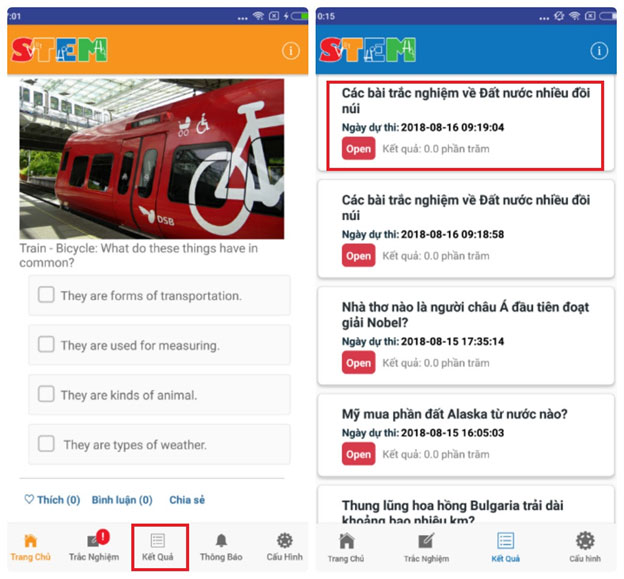 7:01
STEM
DSB
Train - Bicycle: What do these things have in
common?
They are forms of transportation.
They are used for measuring.
They are kinds of animal.
They are types of weather.
Thích (0) Bình luận (0) Chia sẻ
Trang Chủ Trắc Nghiệm Kết Quả Thông Báo Cấu Hình
0:15
STEM
Các bài trắc nghiệm về Đất nước nhiều đồi
núi
Ngày dự thi: 2018-08-16 09:19:04
Open Kết quả: 0.0 phần trăm
Các bài trắc nghiệm về Đất nước nhiều đồi
núi
Ngày dự thi: 2018-08-16 09:18:58
Open Kết quả: 0.0 phần trăm
Nhà thơ nào là người châu Á đầu tiên đoạt
giải Nobel?
Ngày dự thi: 2018-08-15 17:35:14
Open Kết quả: 0.0 phần trăm
Mỹ mua phần đất Alaska từ nước nào?
Ngày dự thi: 2018-08-15 16:05:03
Open Kết quả: 0.0 phần trăm
Thung lũng hoa hồng Bulgaria trải dài
khoảng bao nhiêu km?
Trang Chủ Trắc Nghiệm Kết Quả Thông Báo Cấu hình